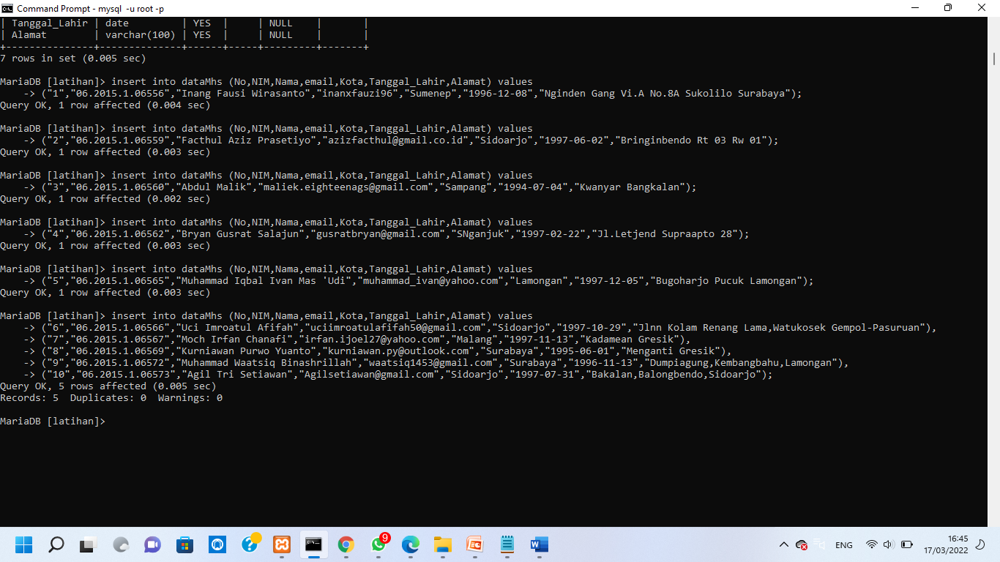 Command Prompt - mysql  -u root -p
| Tanggal_Lahir | date         | YES  |     | NULL    |       |
| Alamat        | varchar(100) | YES  |     | NULL    |       |
+---------------+--------------+------+-----+---------+-------+
7 rows in set (0.005 sec)
MariaDB [latihan]> insert into dataMhs (No,NIM,Nama,email,Kota,Tanggal_Lahir,Alamat) values
    -> ("1","06.2015.1.06556","Inang Fausi Wirasanto","inanxfauzi96","Sumenep","1996-12-08","Nginden Gang Vi.A No.8A Sukolilo Surabaya");
Query OK, 1 row affected (0.004 sec)
MariaDB [latihan]> insert into dataMhs (No,NIM,Nama,email,Kota,Tanggal_Lahir,Alamat) values
    -> ("2","06.2015.1.06559","Facthul Aziz Prasetiyo","azizfacthul@gmail.co.id","Sidoarjo","1997-06-02","Bringinbendo Rt 03 Rw 01");
Query OK, 1 row affected (0.003 sec)
MariaDB [latihan]> insert into dataMhs (No,NIM,Nama,email,Kota,Tanggal_Lahir,Alamat) values
    -> ("3","06.2015.1.06560","Abdul Malik","maliek.eighteenags@gmail.com","Sampang","1994-07-04","Kwanyar Bangkalan");
Query OK, 1 row affected (0.002 sec)
MariaDB [latihan]> insert into dataMhs (No,NIM,Nama,email,Kota,Tanggal_Lahir,Alamat) values
    -> ("4","06.2015.1.06562","Bryan Gusrat Salajun","gusratbryan@gmail.com","SNganjuk","1997-02-22","Jl.Letjend Supraapto 28");
Query OK, 1 row affected (0.003 sec)
MariaDB [latihan]> insert into dataMhs (No,NIM,Nama,email,Kota,Tanggal_Lahir,Alamat) values
    -> ("5","06.2015.1.06565","Muhammad Iqbal Ivan Mas 'Udi","muhammad_ivan@yahoo.com","Lamongan","1997-12-05","Bugoharjo Pucuk Lamongan");
Query OK, 1 row affected (0.003 sec)
MariaDB [latihan]> insert into dataMhs (No,NIM,Nama,email,Kota,Tanggal_Lahir,Alamat) values
    -> ("6","06.2015.1.06566","Uci Imroatul Afifah","uciimroatulafifah50@gmail.com","Sidoarjo","1997-10-29","Jlnn Kolam Renang Lama,Watukosek Gempol-Pasuruan"),
    -> ("7","06.2015.1.06567","Moch Irfan Chanafi","irfan.ijoel27@yahoo.com","Malang","1997-11-13","Kadamean Gresik"),
    -> ("8","06.2015.1.06569","Kurniawan Purwo Yuanto","kurniawan.py@outlook.com","Surabaya","1995-06-01","Menganti Gresik"),
    -> ("9","06.2015.1.06572","Muhammad Waatsiq Binashrillah","waatsiq1453@gmail.com","Surabaya","1996-11-13","Dumpiagung,Kembangbahu,Lamongan"),
    -> ("10","06.2015.1.06573","Agil Tri Setiawan","Agilsetiawan@gmail.com","Sidoarjo","1997-07-31","Bakalan,Balongbendo,Sidoarjo");
Query OK, 5 rows affected (0.005 sec)
Records: 5  Duplicates: 0  Warnings: 0
MariaDB [latihan]>
9
ENG
16:45
17/03/2022